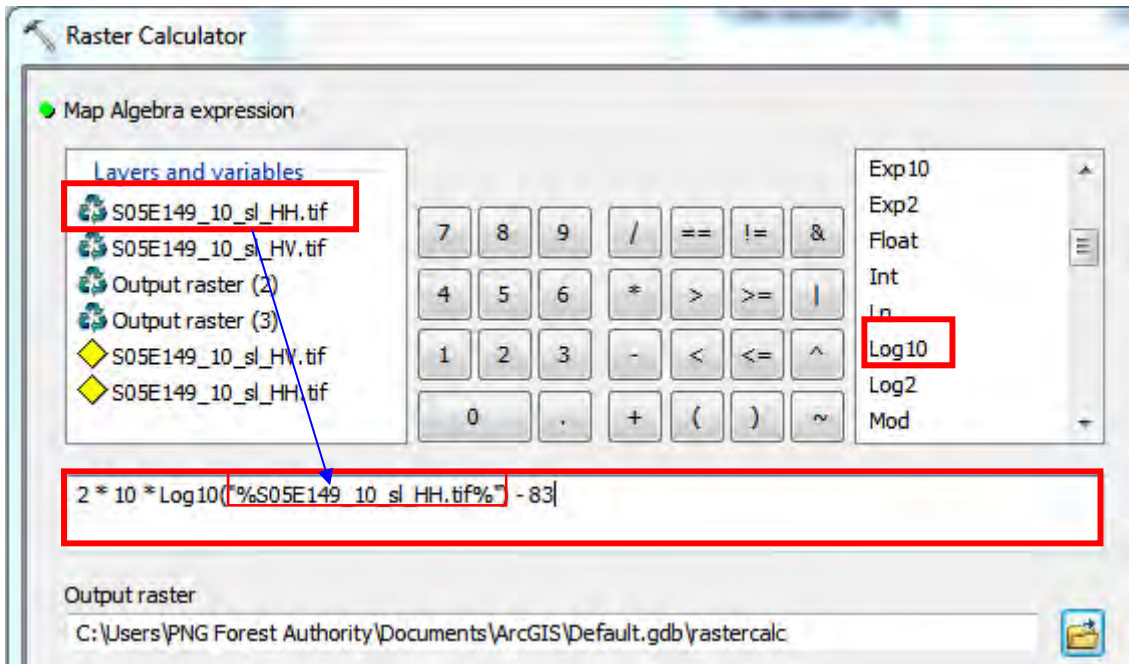 Raster Calculator
Map Algebra expression
Layers and variables
S05E149_10_sl_HH.tif
S05E149_10_sl_HV.tif
Output raster (2)
Output raster (3)
S05E149_10_sl_HV.tif
S05E149_10_sl_HH.tif
7 8 9 / == != &
4 5 6 * > >= |
1 2 3 - < <= ^
0 . + ( ) ~
Exp10
Exp2
Float
Int
Ln
Log10
Log2
Mod
2 * 10 * Log10("%S05E149_10_sl_HH.tif%") - 83
Output raster
C:\Users\PNG Forest Authority\Documents\ArcGIS\Default.gdb\rastercalc